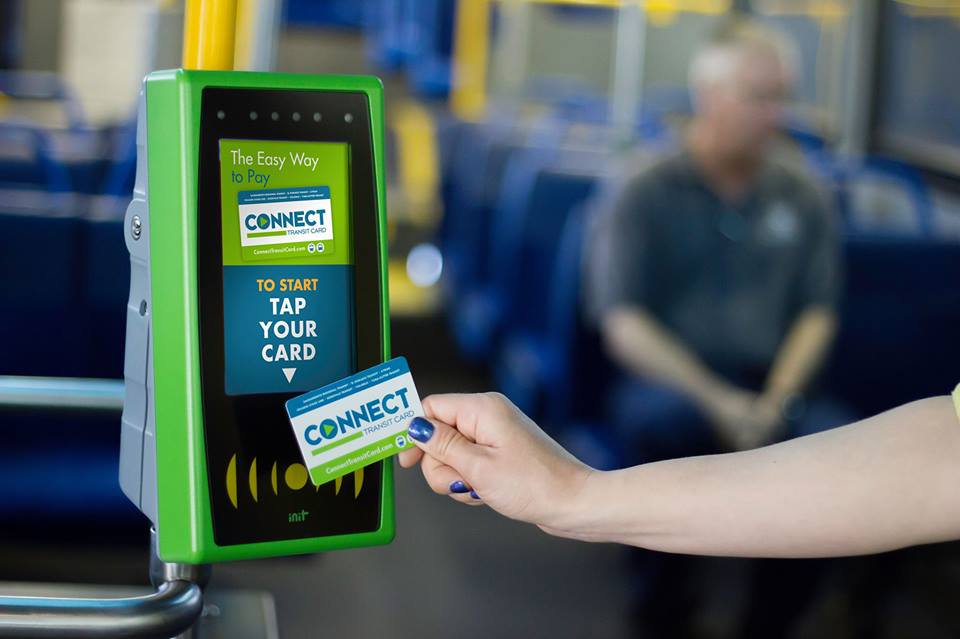 The Easy Way
to Pay
CONNECT
TRANSIT CARD
ConnectTransitCard.com
TO START
TAP
YOUR
CARD
CONNECT
TRANSIT CARD
ConnectTransitCard.com
init